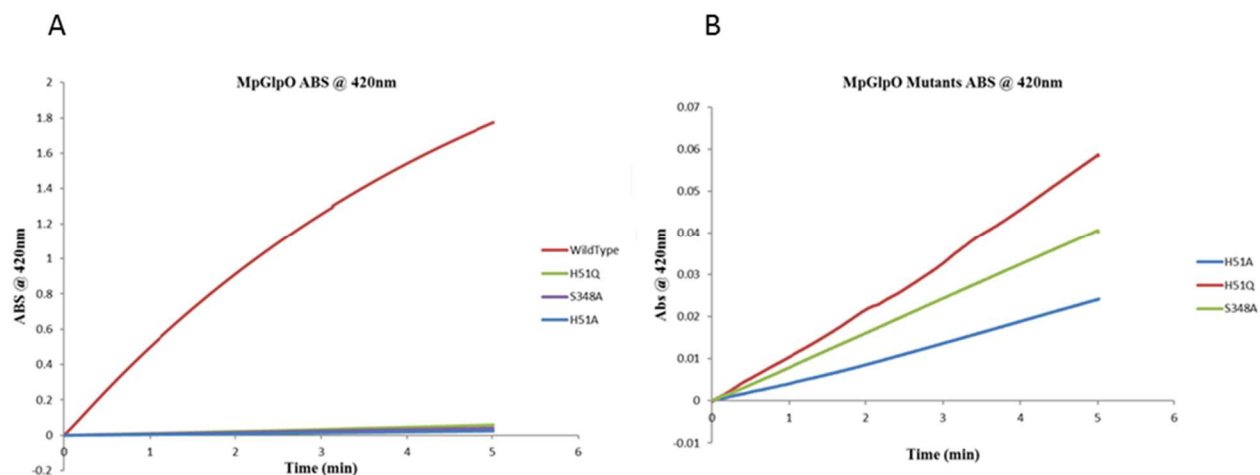 A
MpGlpO ABS @ 420nm
2
1.8
1.6
1.4
1.2
1
0.8
0.6
0.4
0.2
0
-0.2
0 1 2 3 4 5 6
ABS @ 420nm
Time (min)
WildType
H51Q
S348A
H51A
B
MpGlpO Mutants ABS @ 420nm
0.07
0.06
0.05
0.04
0.03
0.02
0.01
0
-0.01
0 1 2 3 4 5 6
Abs @ 420nm
Time (min)
H51A
H51Q
S348A